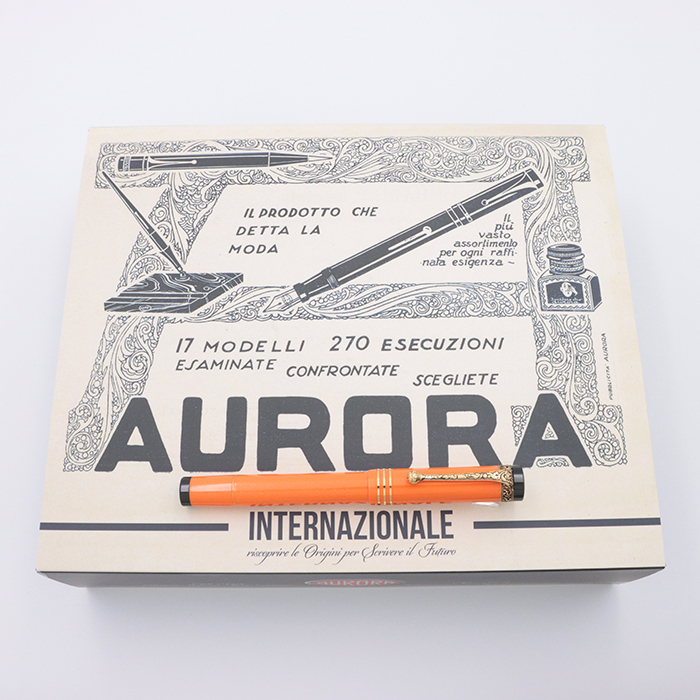 IL PRODOTTO CHE
DETTA LA
MODA
IL
più
vasto
assortimento
per ogni raffi-
nata esigenza ~
17 MODELLI 270 ESECUZIONI
ESAMINATE CONFRONTATE SCEGLIETE
PUBBLICITÀ AURORA
AURORA
INTERNAZIONALE
riscoprire le Origini per Scrivere il Futuro
AURORA